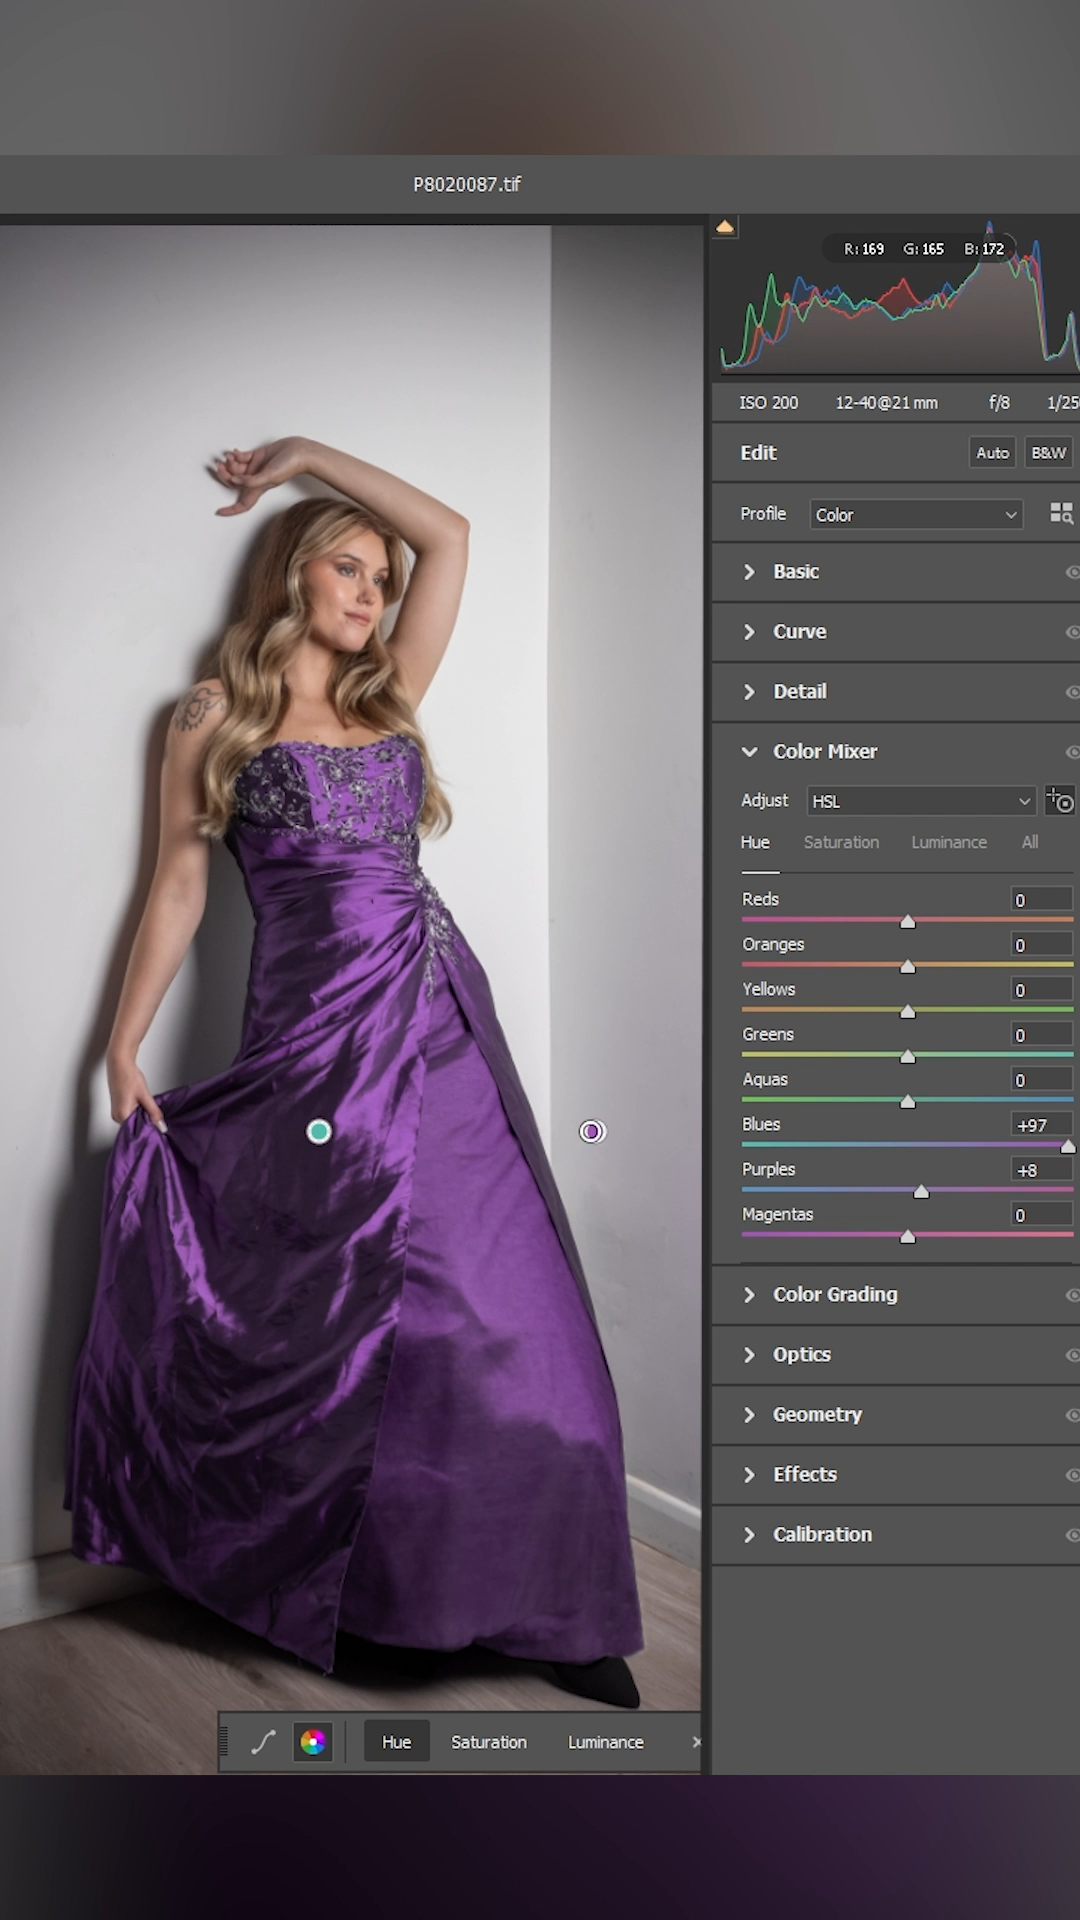 P8020087.tif
R: 169 G: 165 B: 172
ISO 200 12-40@21 mm f/8
Edit Auto B&W
Profile Color
Basic
Curve
Detail
Color Mixer
Adjust HSL
Hue Saturation Luminance All
Reds 0
Oranges 0
Yellows 0
Greens 0
Aquas 0
Blues +97
Purples +8
Magentas 0
Color Grading
Optics
Geometry
Effects
Calibration
Hue Saturation Luminance